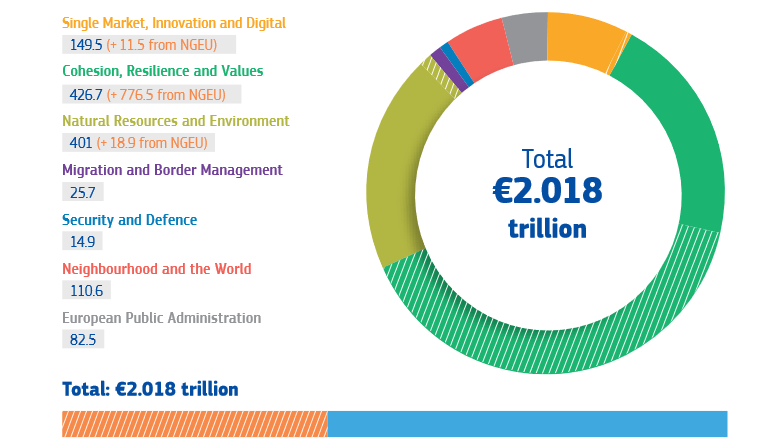 Single Market, Innovation and Digital
149.5 (+ 11.5 from NGEU)
Cohesion, Resilience and Values
426.7 (+ 776.5 from NGEU)
Natural Resources and Environment
401 (+ 18.9 from NGEU)
Migration and Border Management
25.7
Security and Defence
14.9
Neighbourhood and the World
110.6
European Public Administration
82.5
Total: €2.018 trillion
Total
€2.018
trillion